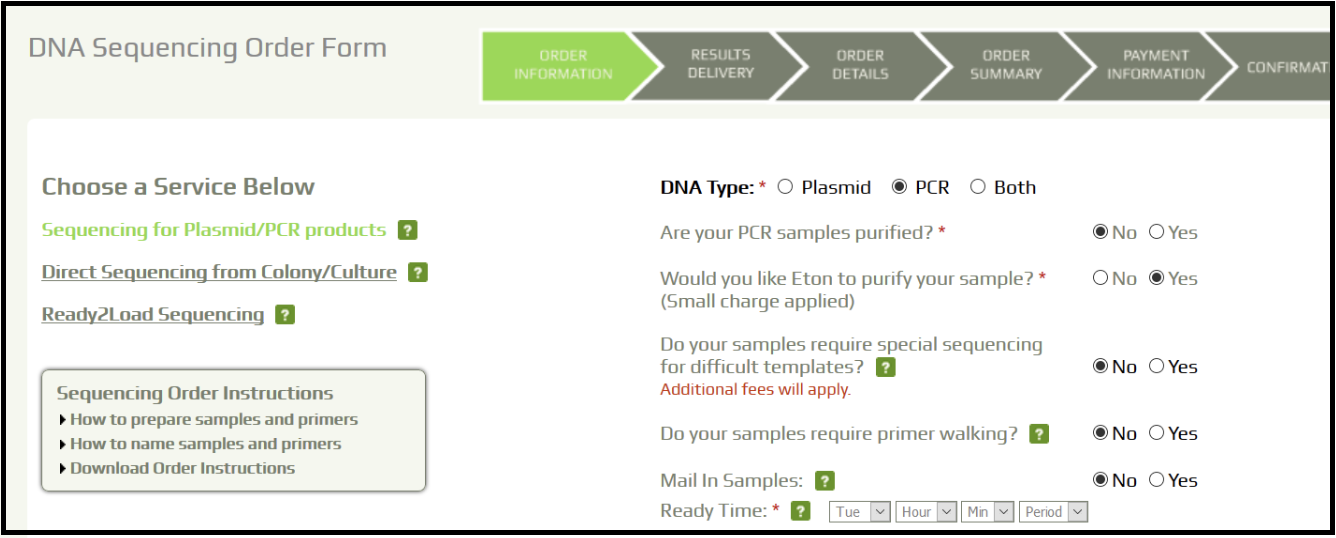 DNA Sequencing Order Form
ORDER
INFORMATION
RESULTS
DELIVERY
ORDER
DETAILS
ORDER
SUMMARY
PAYMENT
INFORMATION
CONFIRMAT
Choose a Service Below
Sequencing for Plasmid/PCR products ?
Direct Sequencing from Colony/Culture ?
Ready2Load Sequencing ?
Sequencing Order Instructions
How to prepare samples and primers
How to name samples and primers
Download Order Instructions
DNA Type: * Plasmid PCR Both
Are your PCR samples purified? * No Yes
Would you like Eton to purify your sample? * No Yes
(Small charge applied)
Do your samples require special sequencing
for difficult templates? ? No Yes
Additional fees will apply.
Do your samples require primer walking? ? No Yes
Mail In Samples: ? No Yes
Ready Time: * ? Tue Hour Min Period